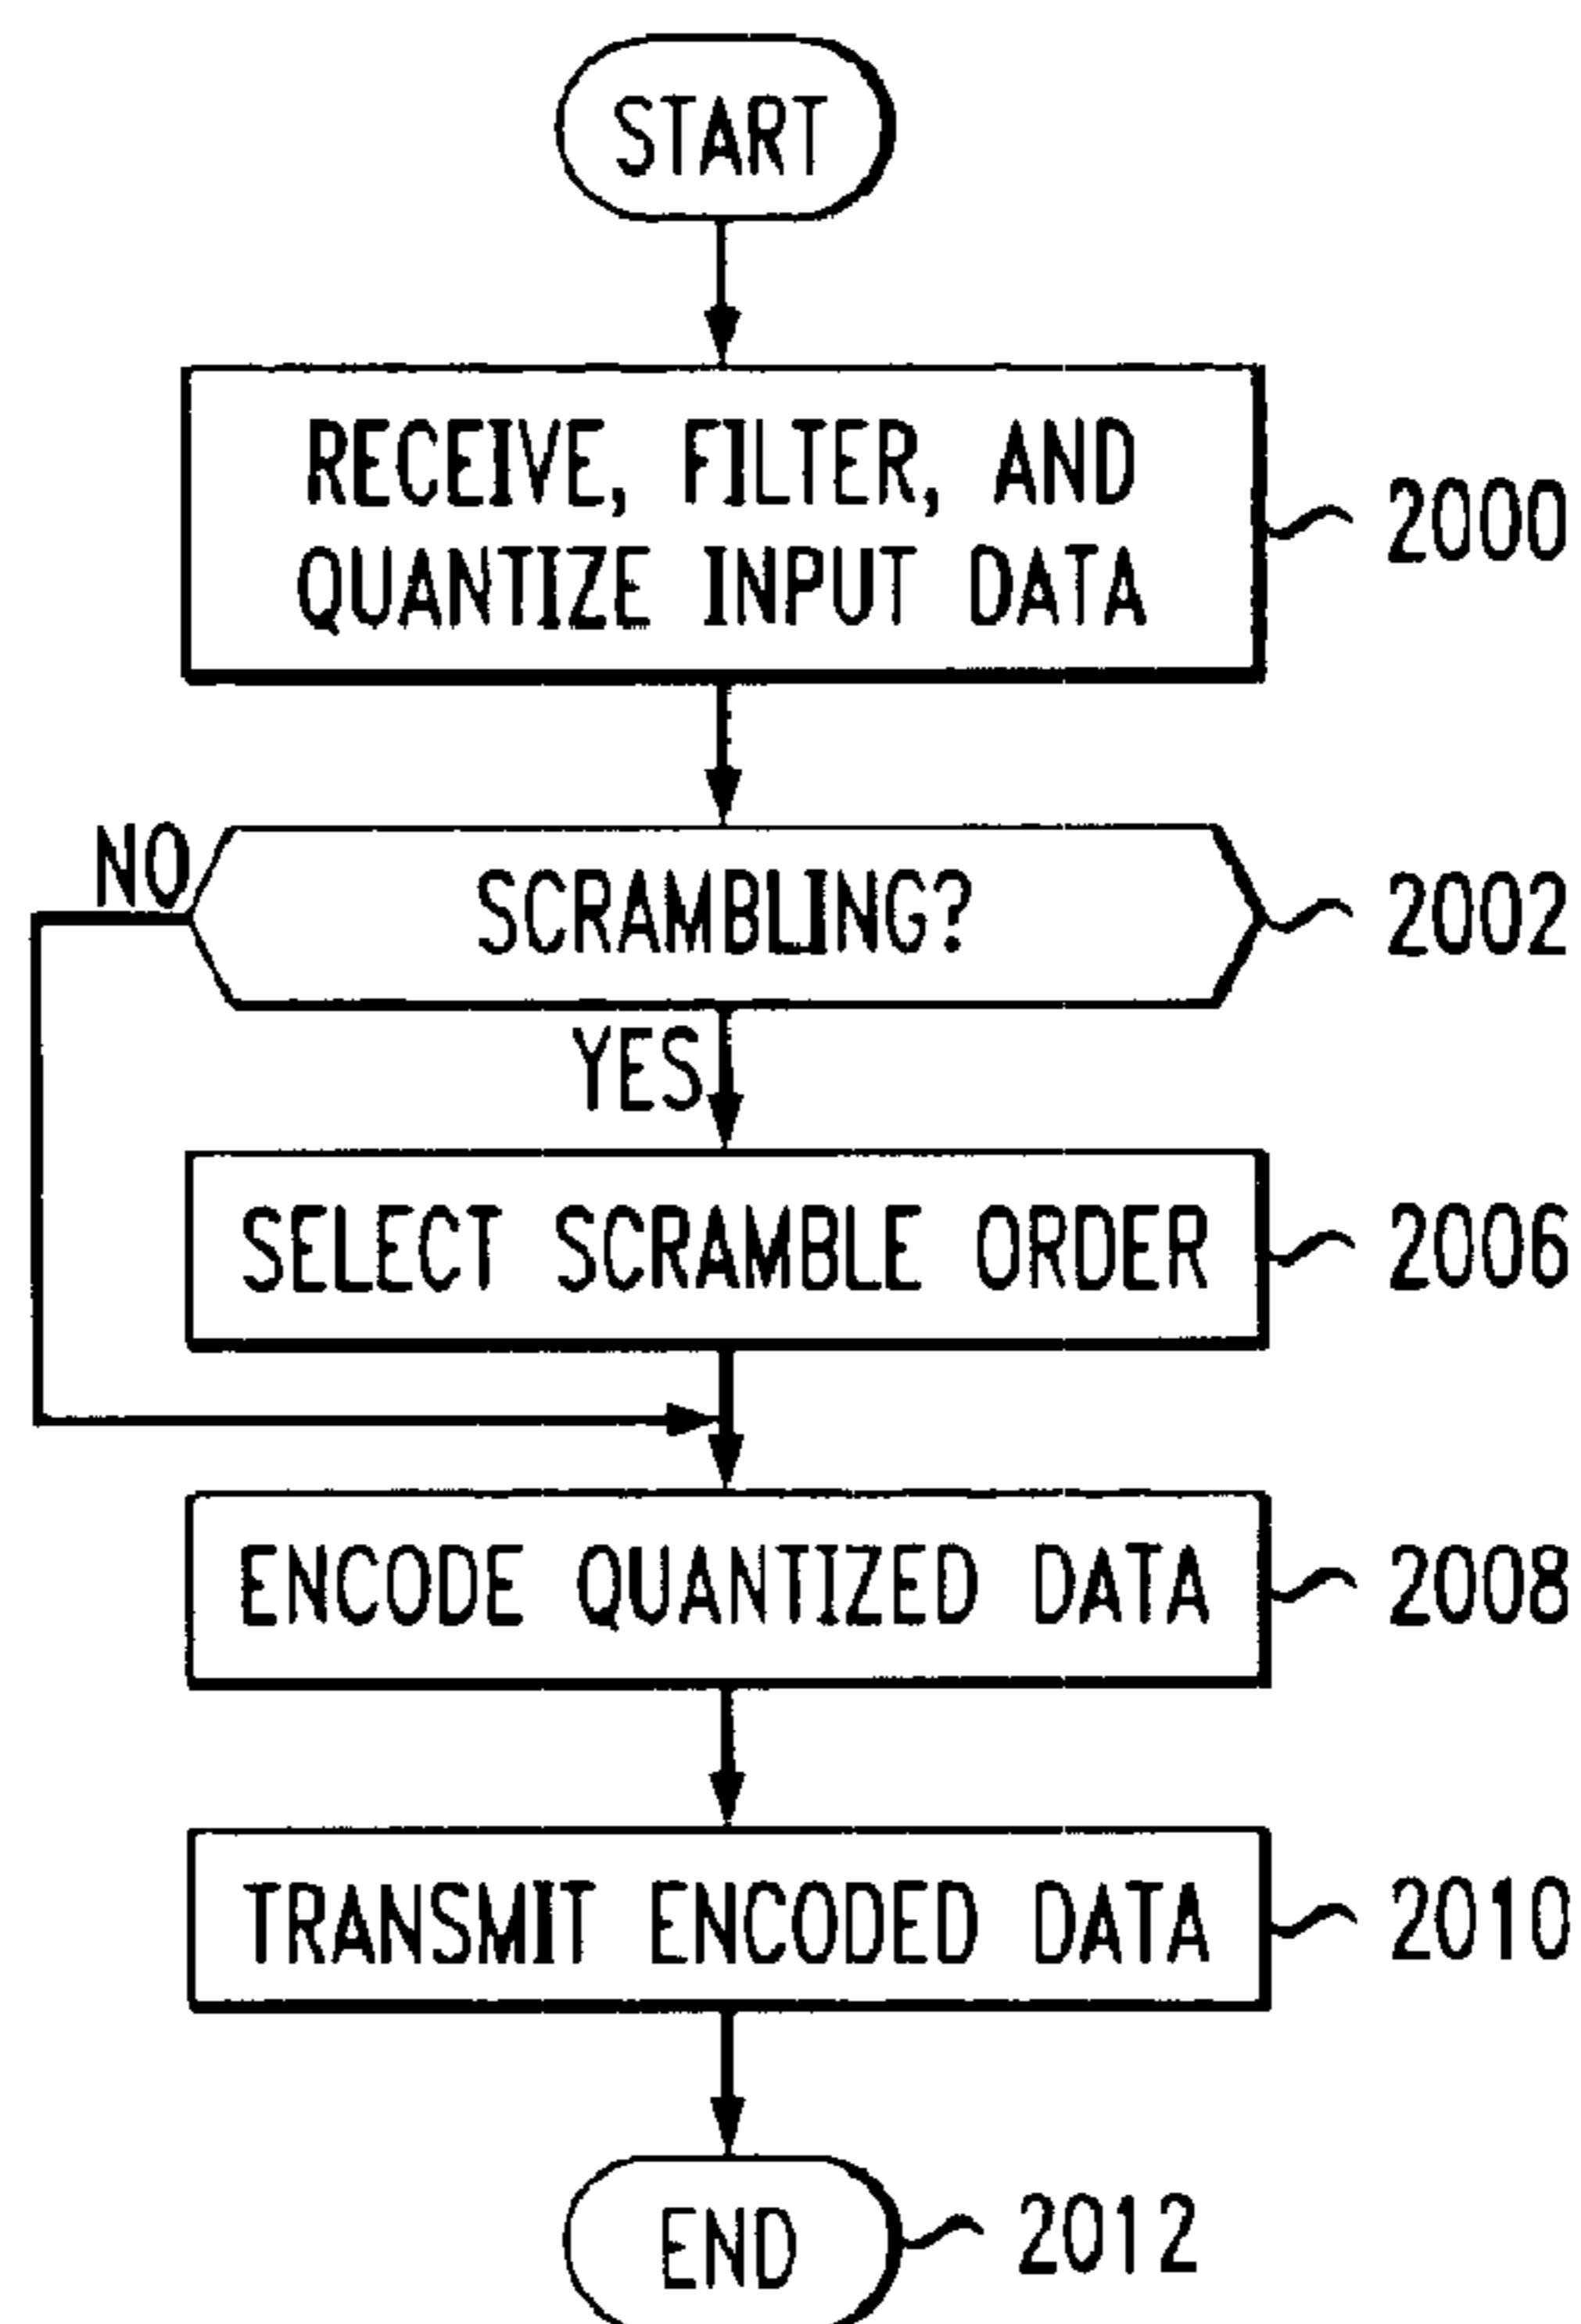 START
RECEIVE, FILTER, AND
QUANTIZE INPUT DATA
2000
NO
SCRAMBLING?
2002
YES
SELECT SCRAMBLE ORDER
2006
ENCODE QUANTIZED DATA
2008
TRANSMIT ENCODED DATA
2010
END
2012